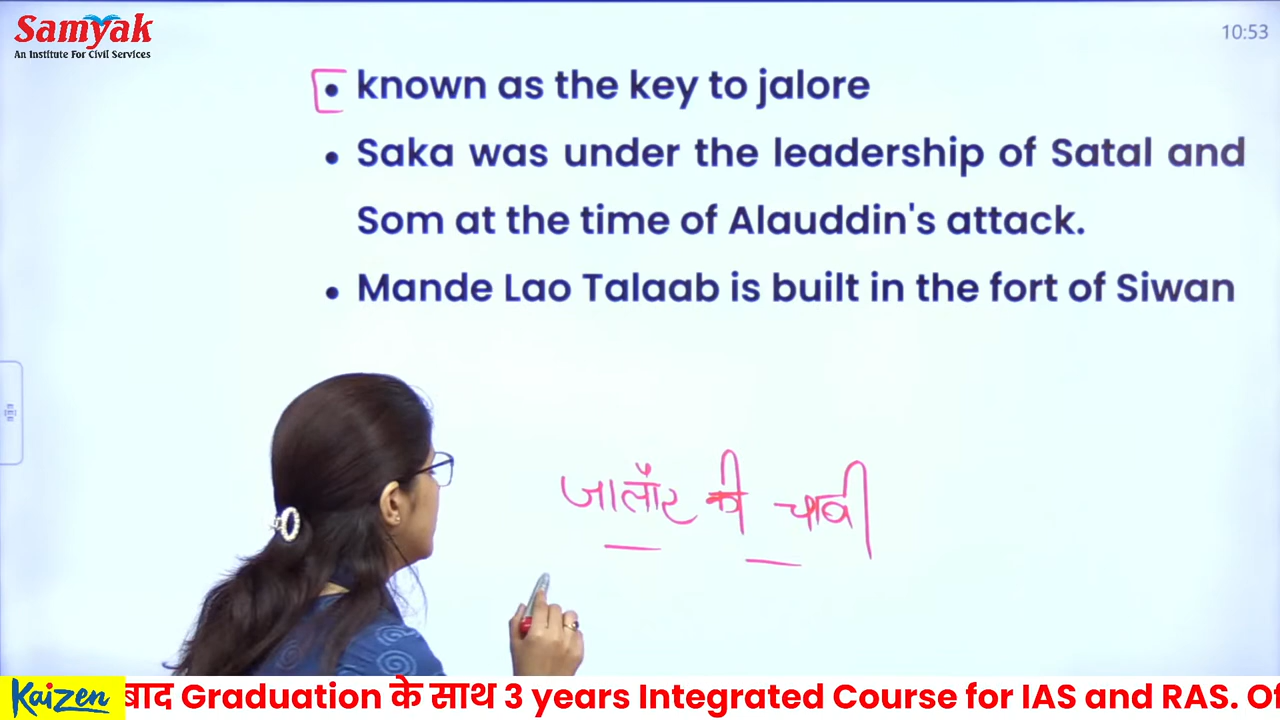 Samyak
An Institute For Civil Services
10:53
• known as the key to jalore
• Saka was under the leadership of Satal and
Som at the time of Alauddin's attack.
• Mande Lao Talaab is built in the fort of Siwan
जालौर की चाबी
Kaizen
बाद Graduation के साथ 3 years Integrated Course for IAS and RAS. Of